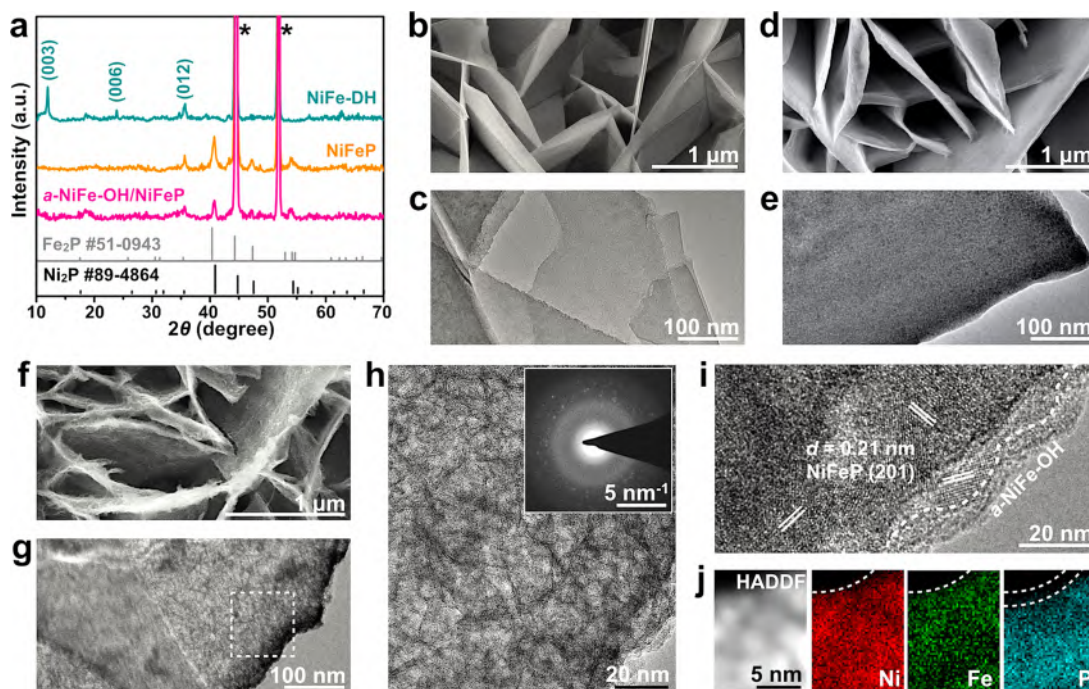 a
Intensity (a.u.)
(003)
(006)
(012)
*
*
NiFe-DH
NiFeP
a-NiFe-OH/NiFeP
Fe₂P #51-0943
Ni₂P #89-4864
10 20 30 40 50 60 70
2θ (degree)
b
1 µm
c
100 nm
d
1 µm
e
100 nm
f
1 µm
g
100 nm
h
5 nm⁻¹
20 nm
i
d = 0.21 nm
NiFeP (201)
a-NiFe-OH
20 nm
j
HADDF
5 nm
Ni
Fe
P